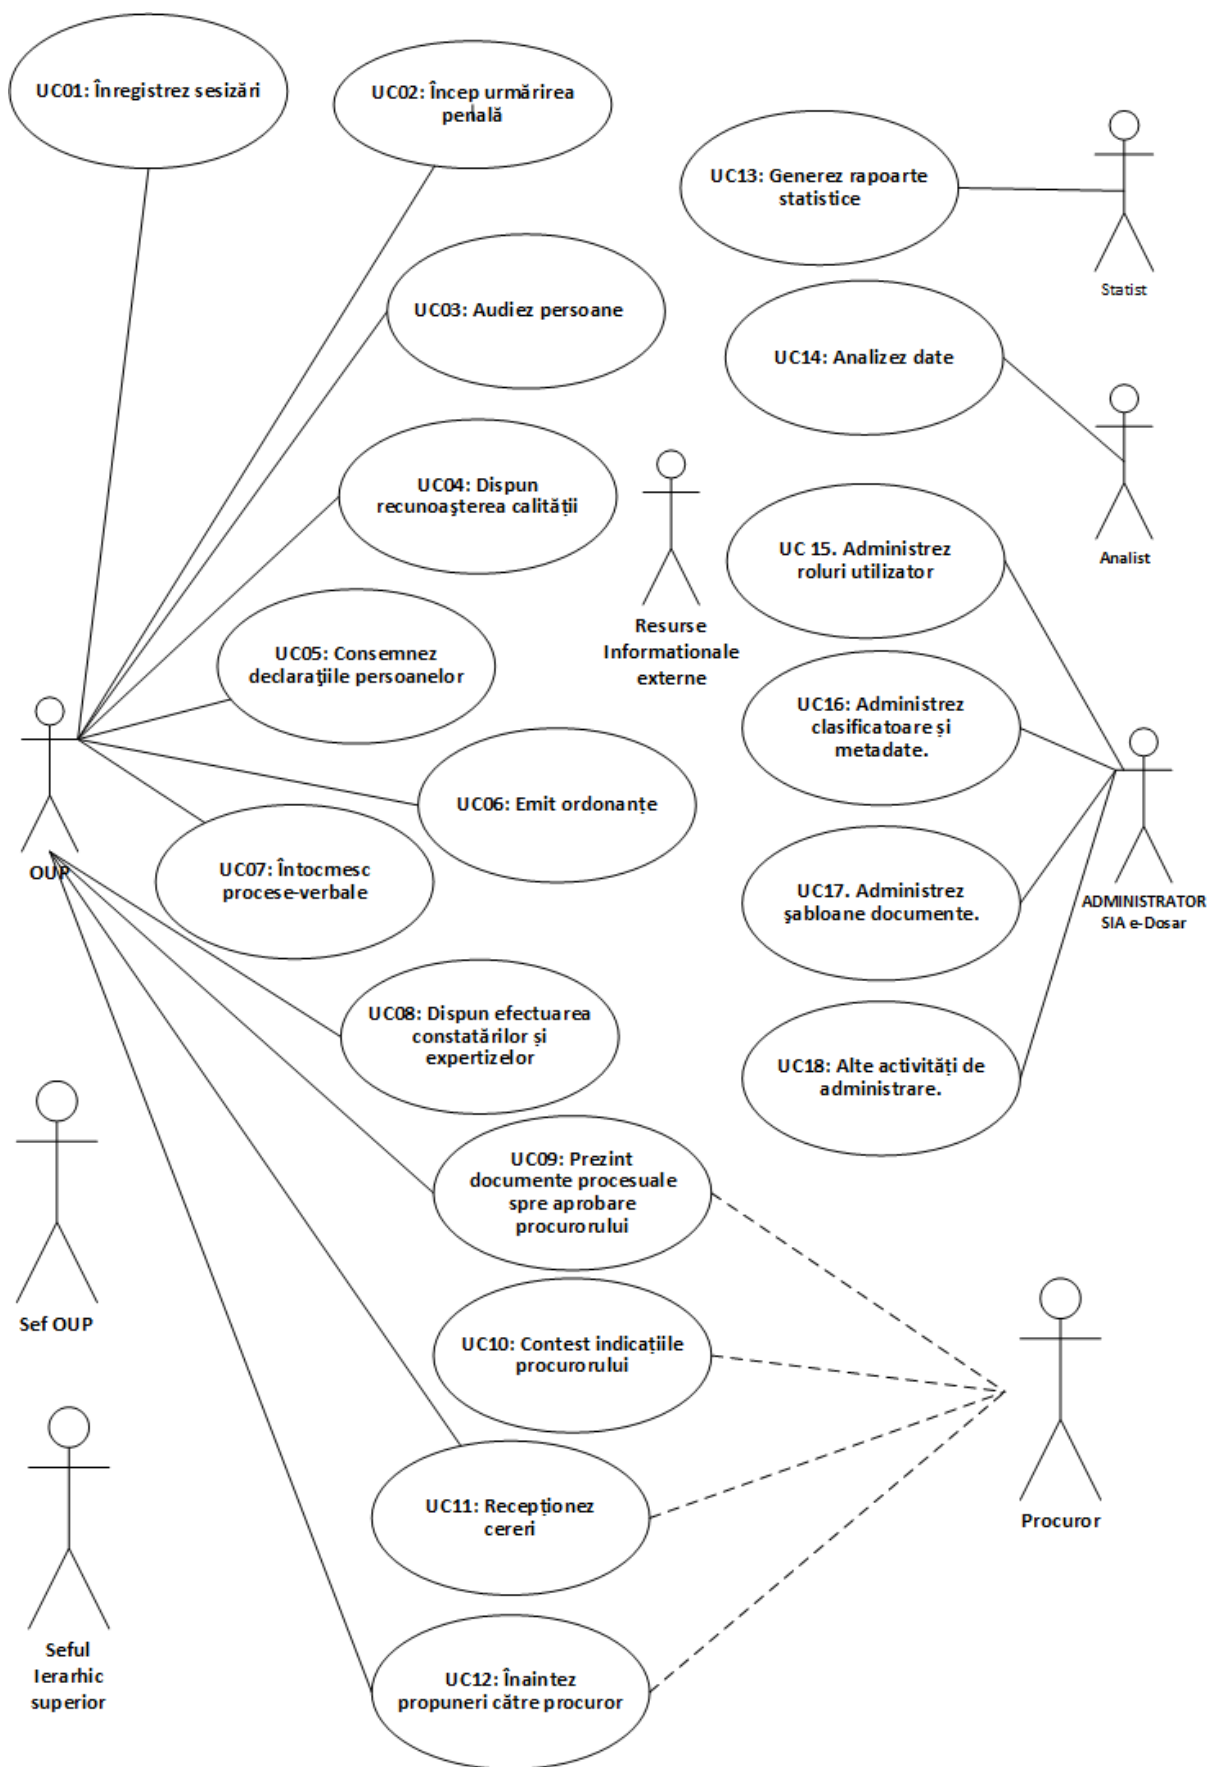 UC01: Înregistrez sesizări
UC02: Încep urmărirea
penală
UC13: Generez rapoarte
statistice
Statist
UC03: Audiez persoane
UC14: Analizez date
Analist
UC04: Dispun
recunoaşterea calității
UC 15. Administrez
roluri utilizator
Resurse
Informationale
externe
UC05: Consemnez
declaraţiile persoanelor
UC16: Administrez
clasificatoare și
metadate.
UC06: Emit ordonanțe
OUP
UC07: Întocmesc
procese-verbale
UC17. Administrez
şabloane documente.
ADMINISTRATOR
SIA e-Dosar
UC08: Dispun efectuarea
constatărilor și
expertizelor
UC18: Alte activități de
administrare.
UC09: Prezint
documente procesuale
spre aprobare
procurorului
Sef OUP
UC10: Contest indicațiile
procurorului
UC11: Recepționez
cereri
Procuror
Seful
Ierarhic
superior
UC12: Înaintez
propuneri către procuror